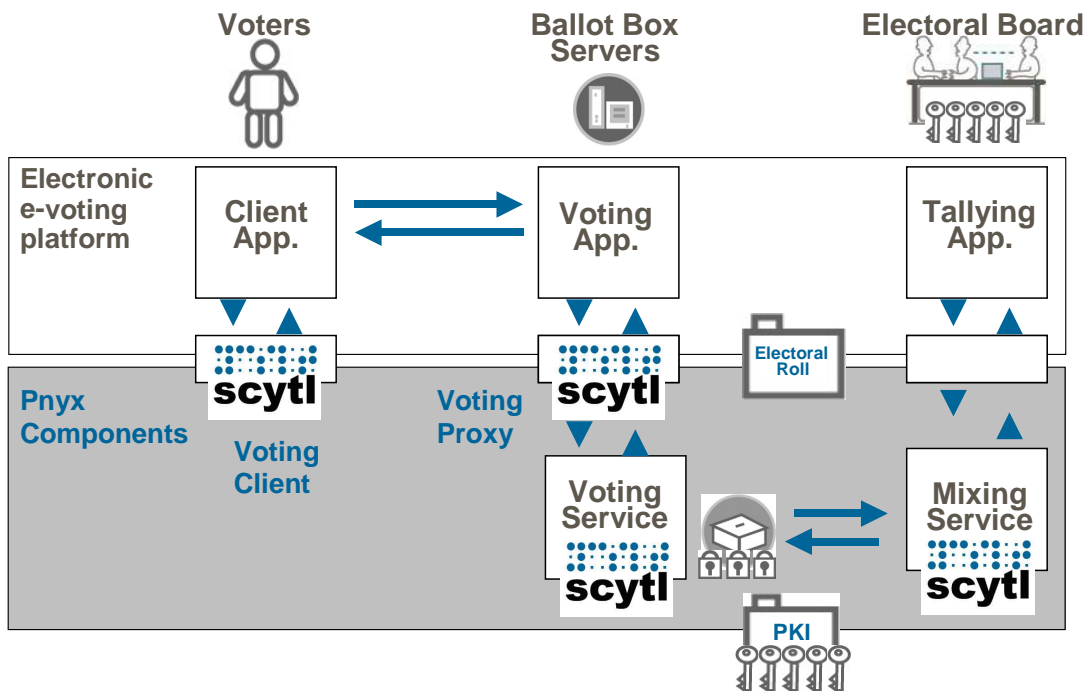 Voters
Ballot Box
Servers
Electoral Board
Electronic
e-voting
platform
Client
App.
Voting
App.
Tallying
App.
scytl
scytl
Electoral
Roll
Pnyx
Components
Voting
Client
Voting
Proxy
Voting
Service
scytl
Mixing
Service
scytl
PKI